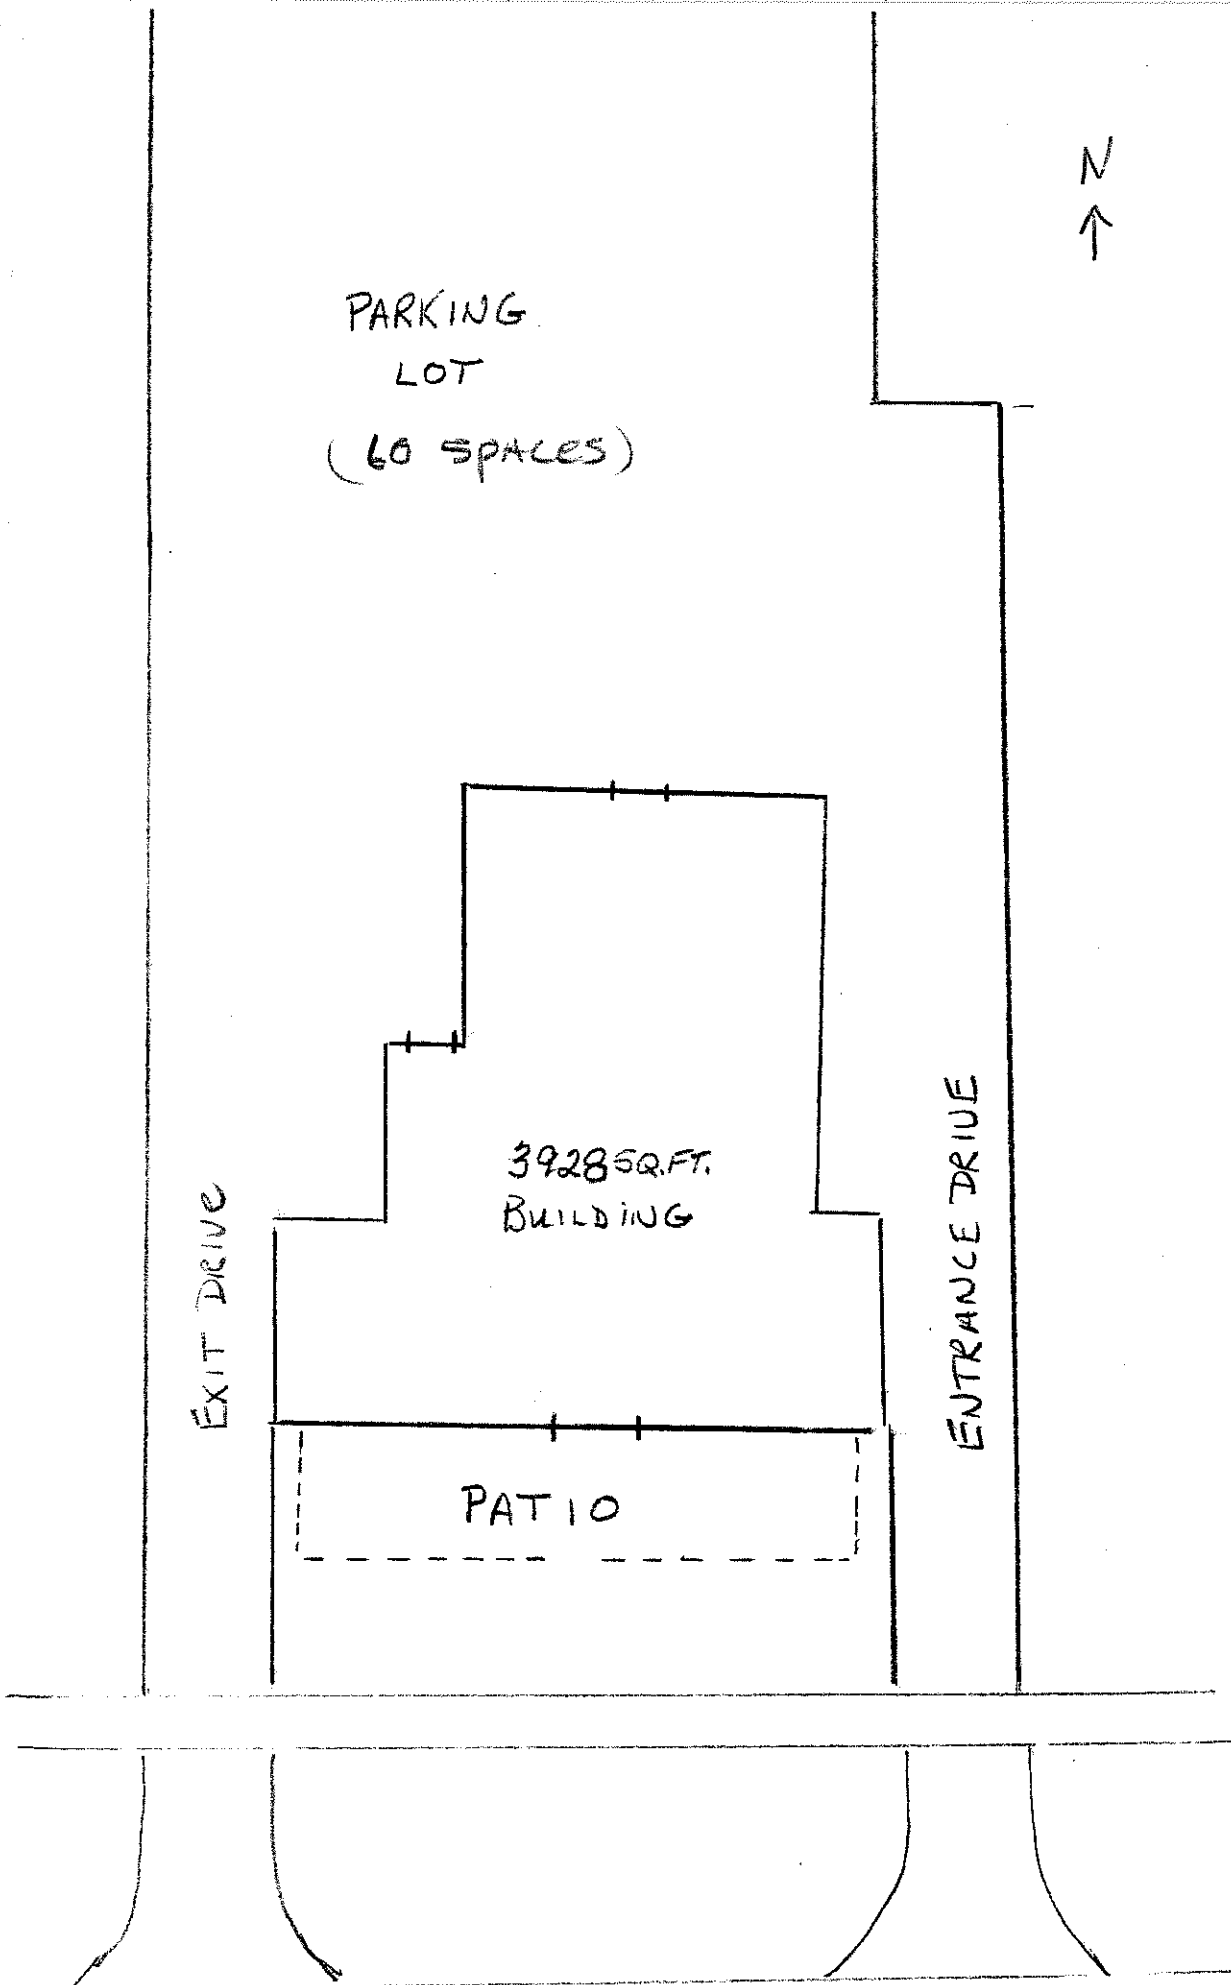 N
PARKING
LOT
(60 SPACES)
3928 SQ.FT.
BUILDING
EXIT DRIVE
ENTRANCE DRIVE
PATIO